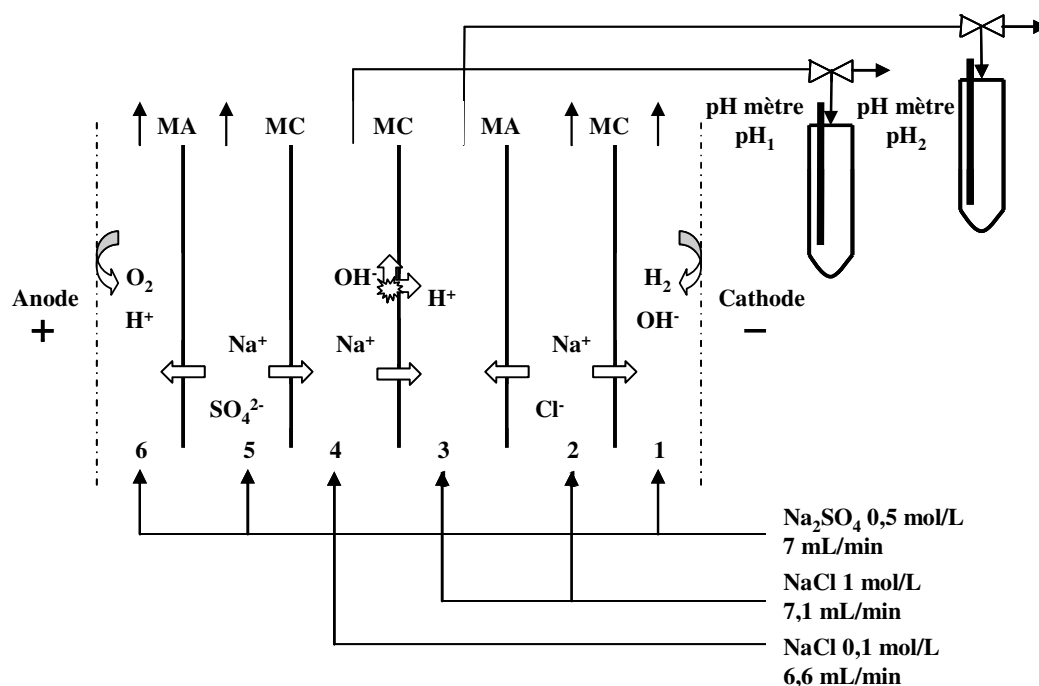 MA
MC
MC
MA
MC
pH mètre
pH₁
pH mètre
pH₂
O₂
H⁺
OH⁻
H⁺
H₂
OH⁻
Anode
+
Cathode
–
Na⁺
Na⁺
Na⁺
SO₄²⁻
Cl⁻
6
5
4
3
2
1
Na₂SO₄ 0,5 mol/L
7 mL/min
NaCl 1 mol/L
7,1 mL/min
NaCl 0,1 mol/L
6,6 mL/min